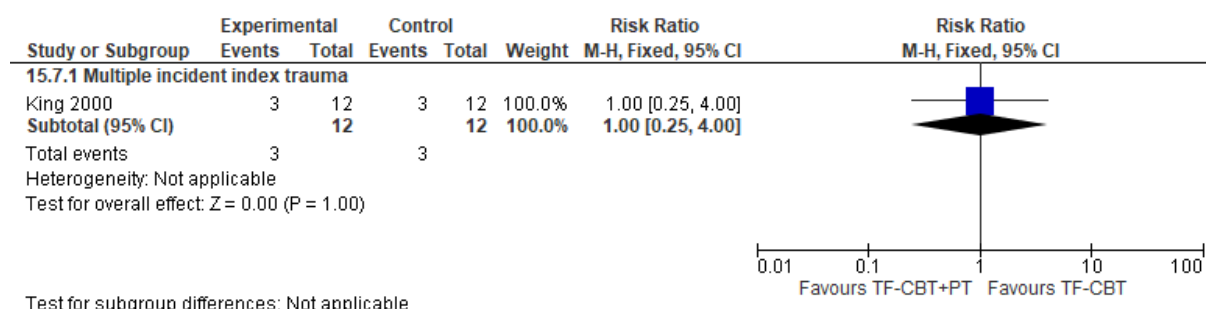 Experimental Control Risk Ratio Risk Ratio
Study or Subgroup Events Total Events Total Weight M-H, Fixed, 95% CI M-H, Fixed, 95% CI
15.7.1 Multiple incident index trauma
King 2000 3 12 3 12 100.0% 1.00 [0.25, 4.00]
Subtotal (95% CI) 12 12 100.0% 1.00 [0.25, 4.00]
Total events 3 3
Heterogeneity: Not applicable
Test for overall effect: Z = 0.00 (P = 1.00)
0.01 0.1 1 10 100
Favours TF-CBT+PT Favours TF-CBT
Test for subgroup differences: Not applicable